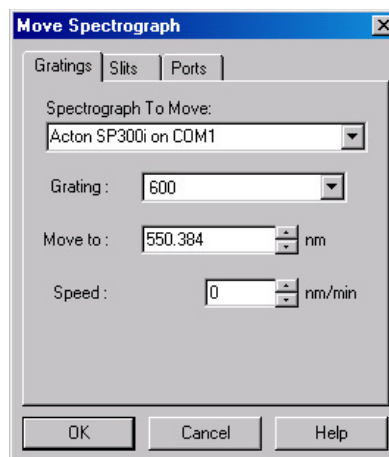 Move Spectrograph
Gratings Slits Ports
Spectrograph To Move:
Acton SP300i on COM1
Grating : 600
Move to : 550.384 nm
Speed : 0 nm/min
OK Cancel Help